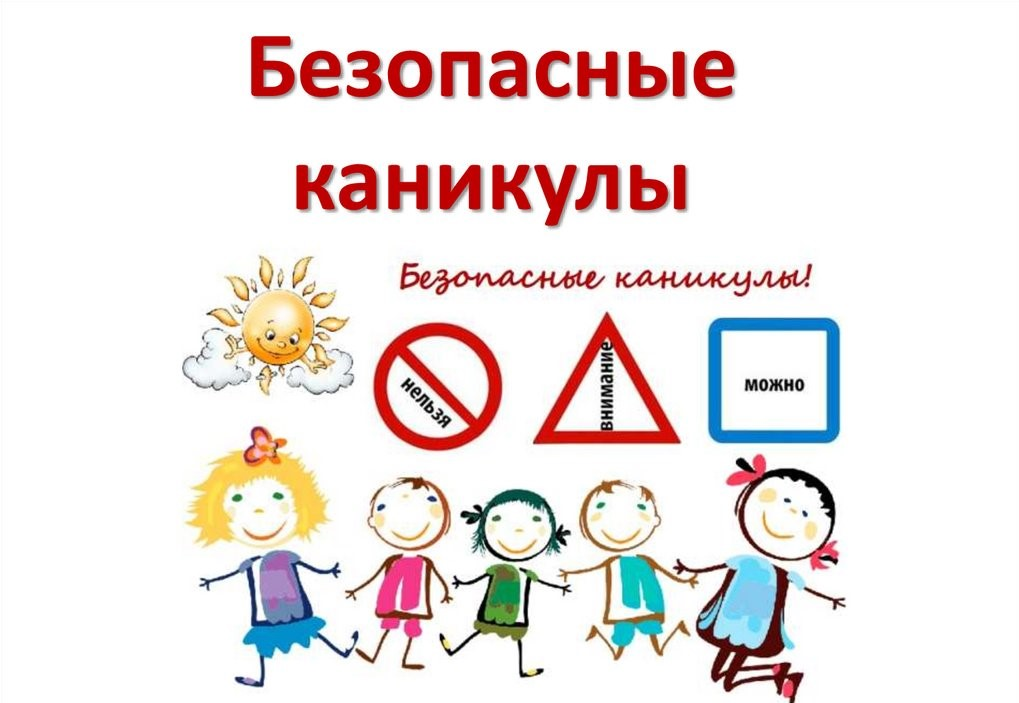 Безопасные
каникулы
Безопасные каникулы!
нельзя
внимание
можно